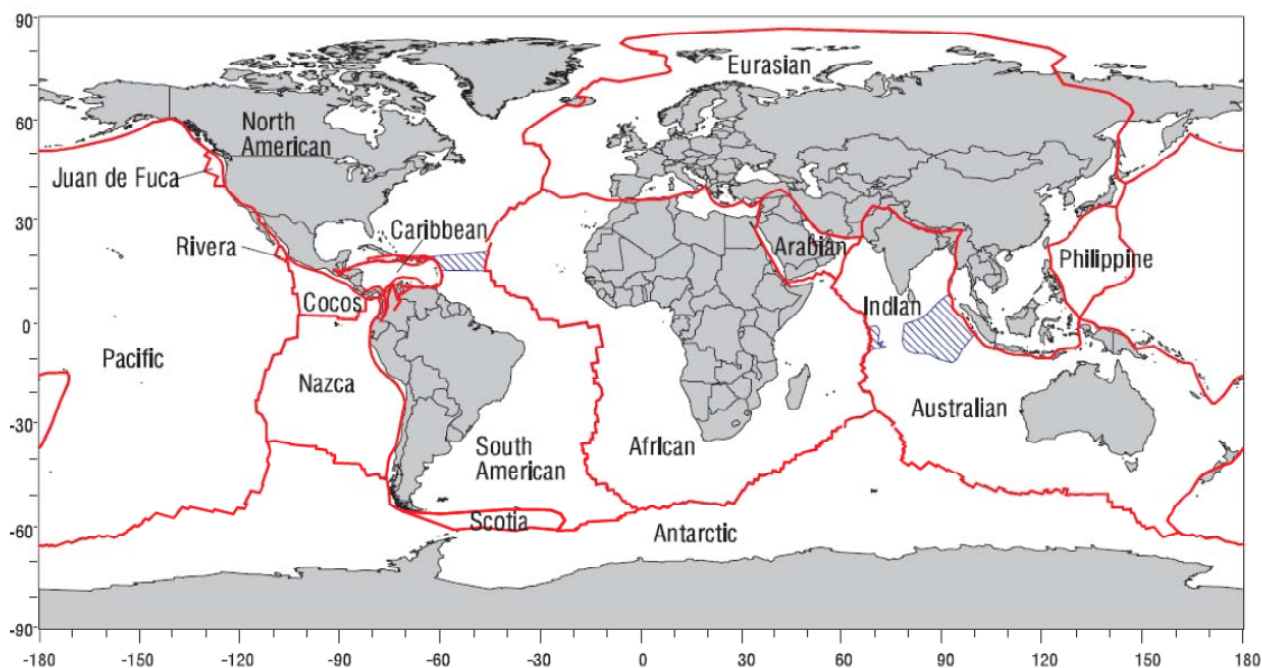 90
60
30
0
-30
-60
-90
Eurasian
North
American
Juan de Fuca
Caribbean
Rivera
Arabian
Philippine
Cocos
Indian
Pacific
Nazca
Australian
South
American
African
Scotia
Antarctic
-180 -150 -120 -90 -60 -30 0 30 60 90 120 150 180